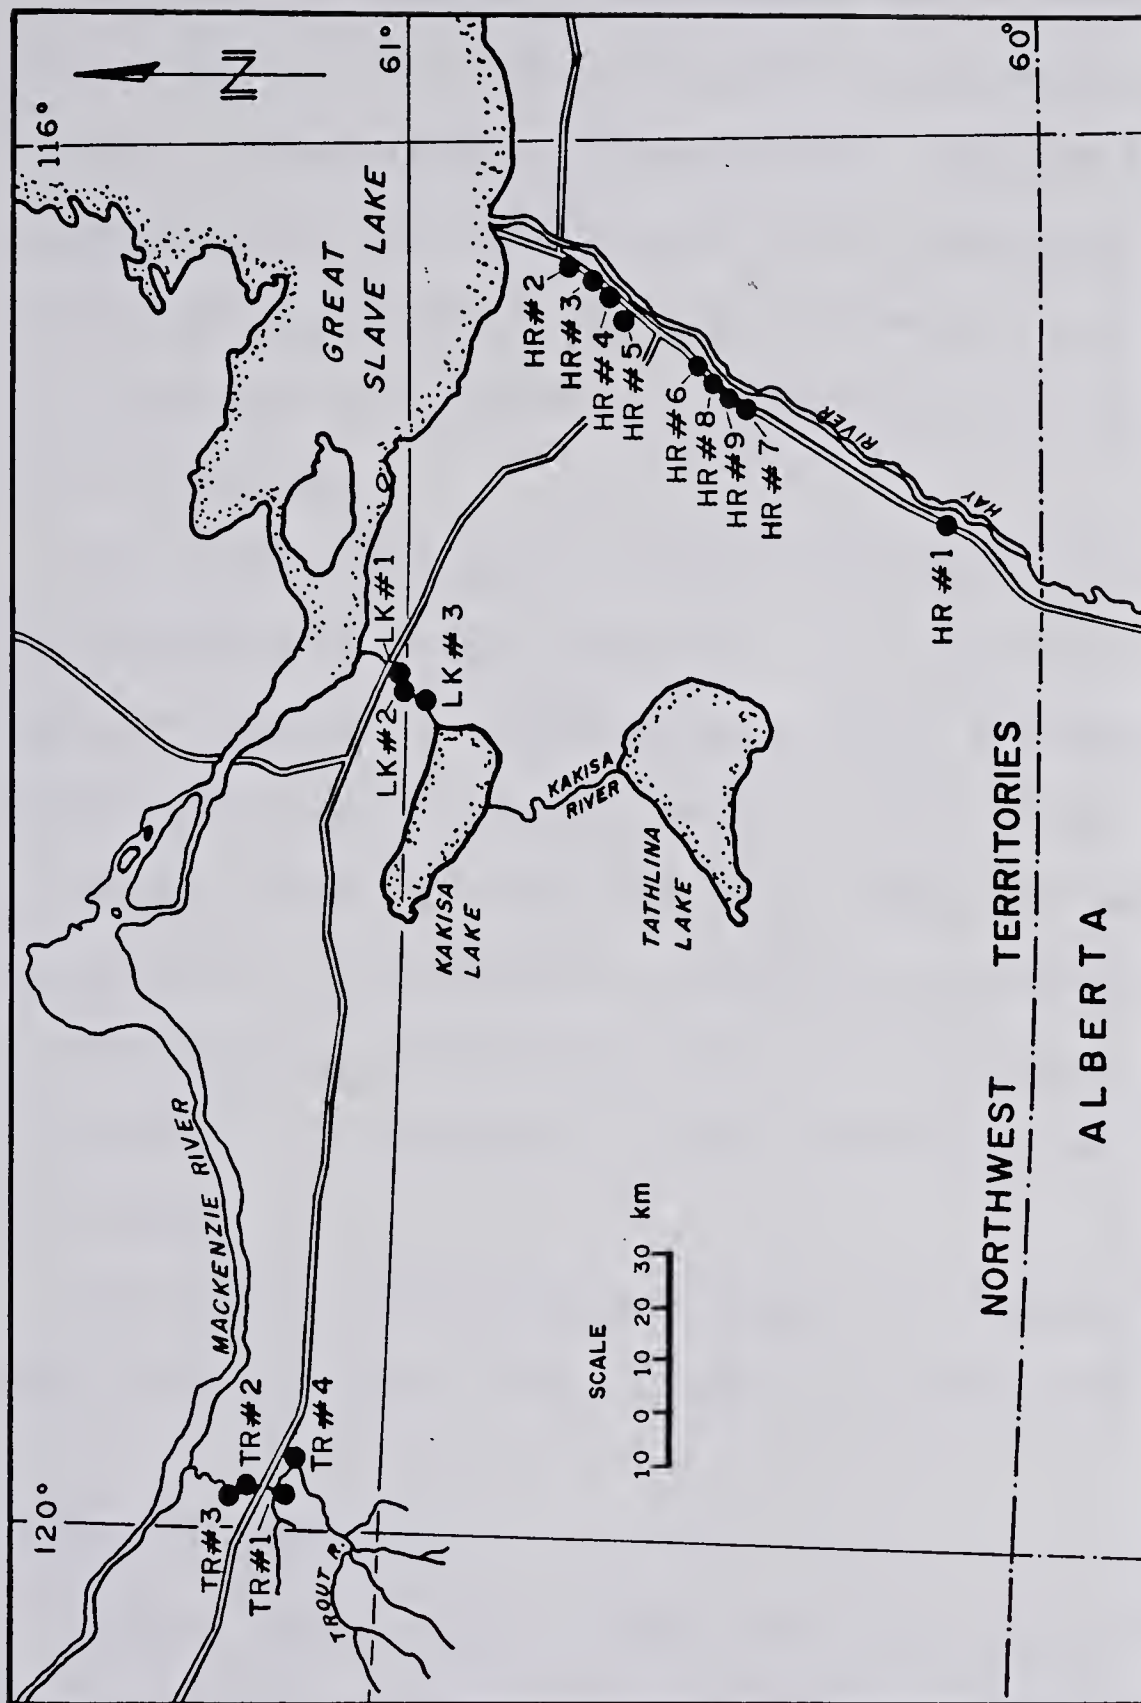 120°
116°
N
61°
60°
MACKENZIE RIVER
GREAT
SLAVE LAKE
TR#3
TR#2
TR#1
TR#4
TROUT
R.
LK#1
LK#2
LK#3
KAKISA
LAKE
KAKISA
RIVER
TATHLINA
LAKE
HR#2
HR#3
HR#4
HR#5
HR#6
HR#8
HR#9
HR#7
HR#1
HAY
RIVER
SCALE
10 0 10 20 30 km
NORTHWEST TERRITORIES
ALBERTA